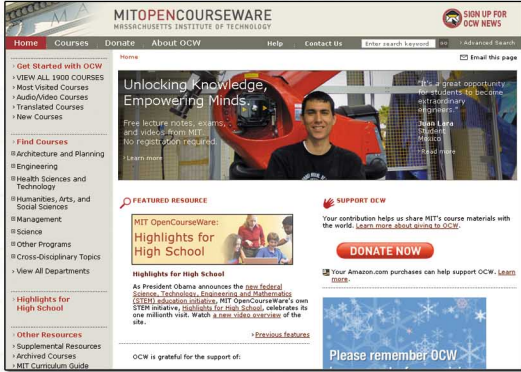 MITOPENCOURSEWARE
MASSACHUSETTS INSTITUTE OF TECHNOLOGY
SIGN UP FOR
OCW NEWS
Home Courses Donate About OCW Help Contact Us Enter search keyword GO Advanced Search
Get Started with OCW
VIEW ALL 1900 COURSES
Most Visited Courses
Audio/Video Courses
Translated Courses
New Courses
Find Courses
Architecture and Planning
Engineering
Health Sciences and
Technology
Humanities, Arts, and
Social Sciences
Management
Science
Other Programs
Cross-Disciplinary Topics
View All Departments
Highlights for
High School
Other Resources
Supplemental Resources
Archived Courses
MIT Curriculum Guide
Home
Email this page
Unlocking Knowledge,
Empowering Minds.
Free lecture notes, exams,
and videos from MIT.
No registration required.
Learn more
"It's a great opportunity
for students to become
extraordinary
engineers."
Juan Lara
Student
Mexico
Read more
FEATURED RESOURCE
MIT OpenCourseWare:
Highlights for
High School
Highlights for High School
As President Obama announces the new federal
Science, Technology, Engineering and Mathematics
(STEM) education initiative, MIT OpenCourseWare's own
STEM initiative, Highlights for High School, celebrates its
one millionth visit. Watch a new video overview of the
site.
Previous features
OCW is grateful for the support of:
SUPPORT OCW
Your contribution helps us share MIT's course materials with
the world. Learn more about giving to OCW.
DONATE NOW
Your Amazon.com purchases can help support OCW. Learn
more.
Please remember OCW